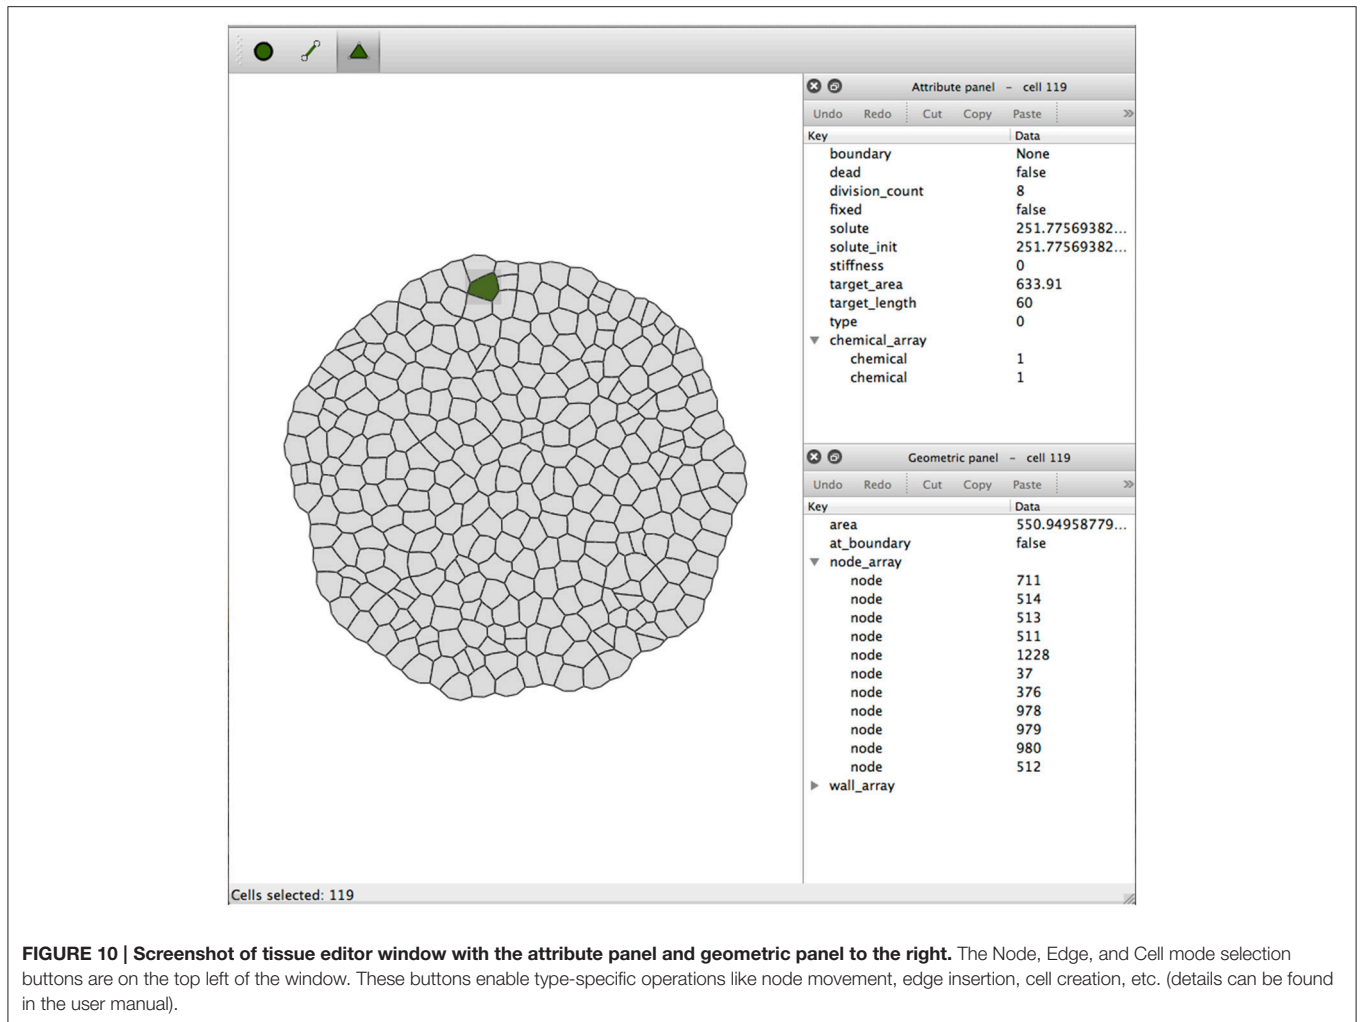 Attribute panel – cell 119
Undo Redo Cut Copy Paste »
Key Data
boundary None
dead false
division_count 8
fixed false
solute 251.77569382...
solute_init 251.77569382...
stiffness 0
target_area 633.91
target_length 60
type 0
chemical_array
chemical 1
chemical 1
Geometric panel – cell 119
Undo Redo Cut Copy Paste »
Key Data
area 550.94958779...
at_boundary false
node_array
node 711
node 514
node 513
node 511
node 1228
node 37
node 376
node 978
node 979
node 980
node 512
wall_array
Cells selected: 119
FIGURE 10 | Screenshot of tissue editor window with the attribute panel and geometric panel to the right. The Node, Edge, and Cell mode selection
buttons are on the top left of the window. These buttons enable type-specific operations like node movement, edge insertion, cell creation, etc. (details can be found
in the user manual).